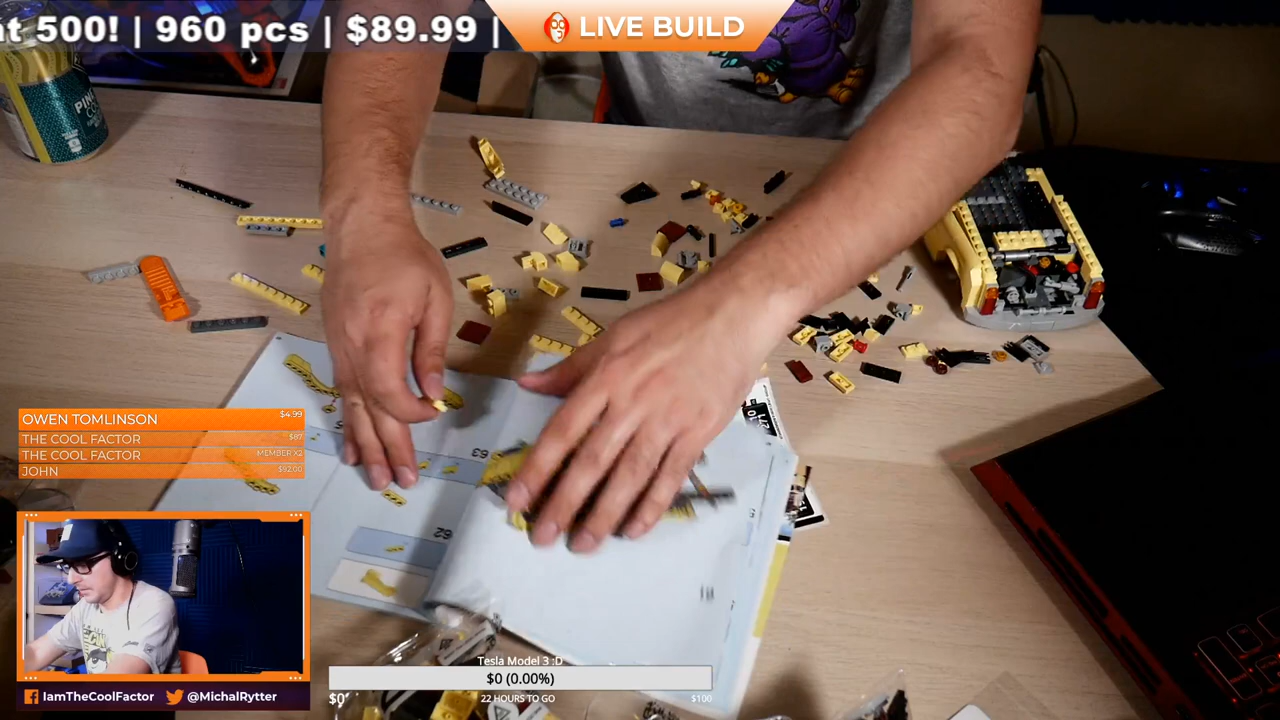 at 500! | 960 pcs | $89.99 |
LIVE BUILD
OWEN TOMLINSON $4.99
THE COOL FACTOR $87
THE COOL FACTOR MEMBER X2
JOHN $92.00
63
62
Tesla Model 3 :D
$0 (0.00%)
22 HOURS TO GO
$100
IamTheCoolFactor @MichalRytter